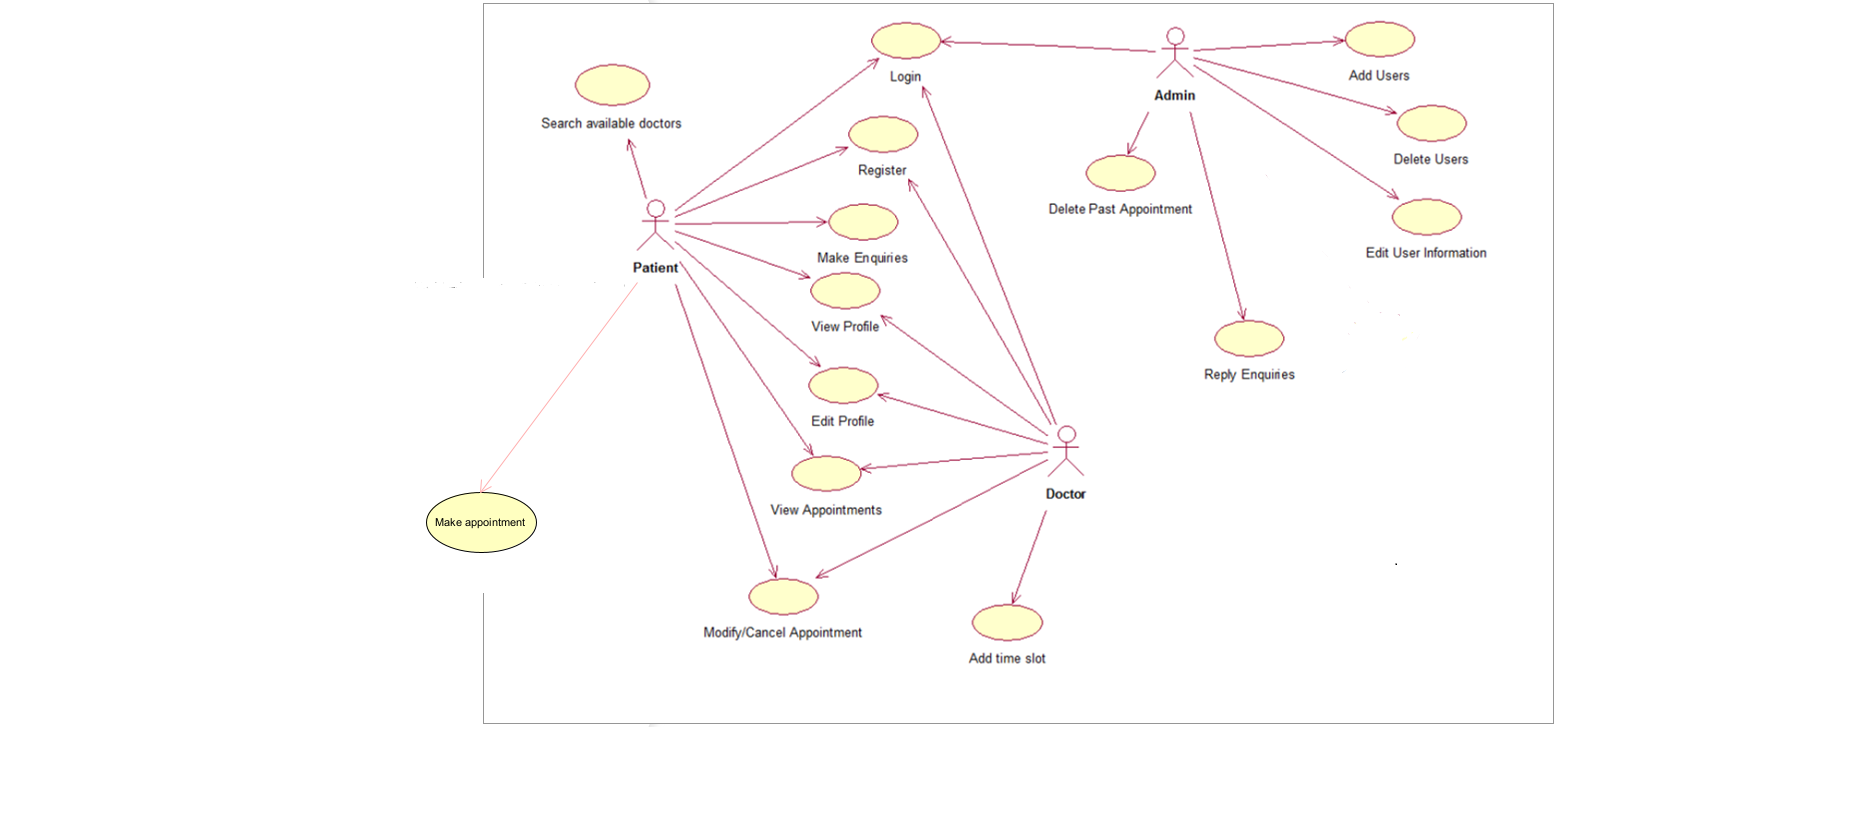 Login
Add Users
Admin
Search available doctors
Delete Users
Register
Delete Past Appointment
Make Enquiries
Edit User Information
Patient
View Profile
Reply Enquiries
Edit Profile
Doctor
View Appointments
Make appointment
Modify/Cancel Appointment
Add time slot